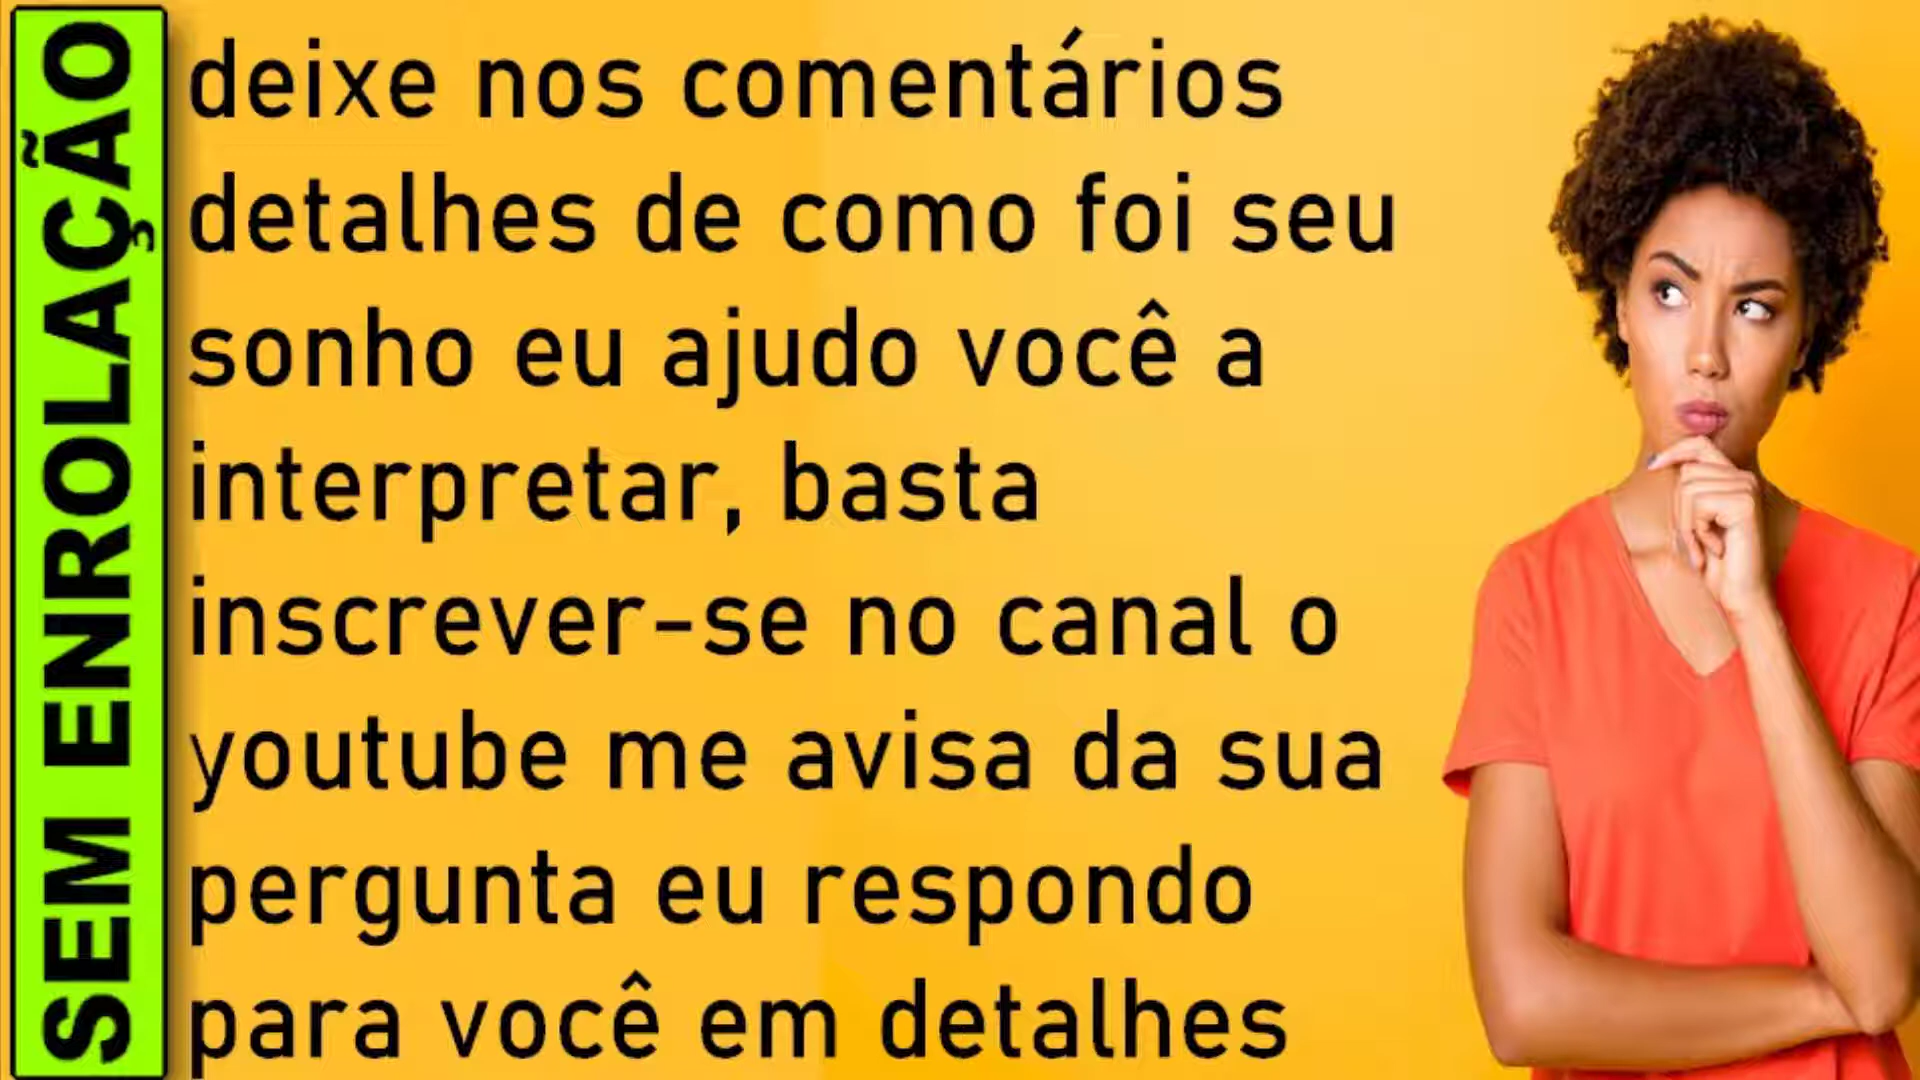 SEM ENROLAÇÃO
deixe nos comentários
detalhes de como foi seu
sonho eu ajudo você a
interpretar, basta
inscrever-se no canal o
youtube me avisa da sua
pergunta eu respondo
para você em detalhes